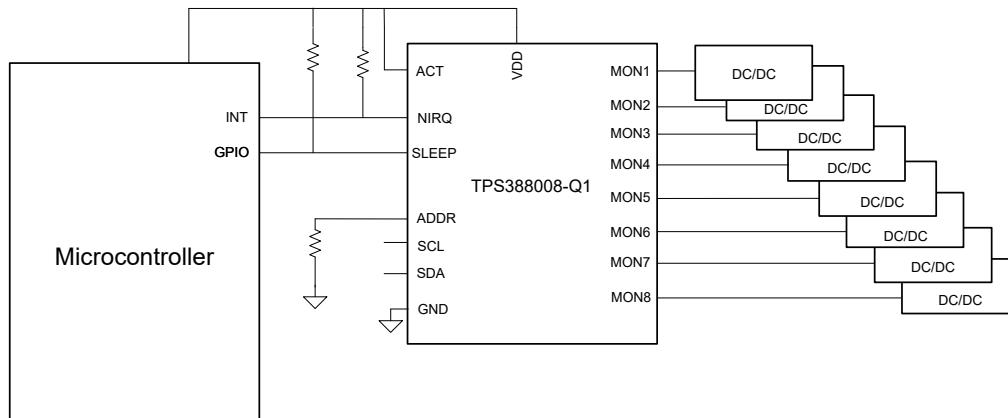 Microcontroller
INT
GPIO
ACT
NIRQ
SLEEP
ADDR
SCL
SDA
GND
VDD
TPS388008-Q1
MON1
MON2
MON3
MON4
MON5
MON6
MON7
MON8
DC/DC
DC/DC
DC/DC
DC/DC
DC/DC
DC/DC
DC/DC
DC/DC